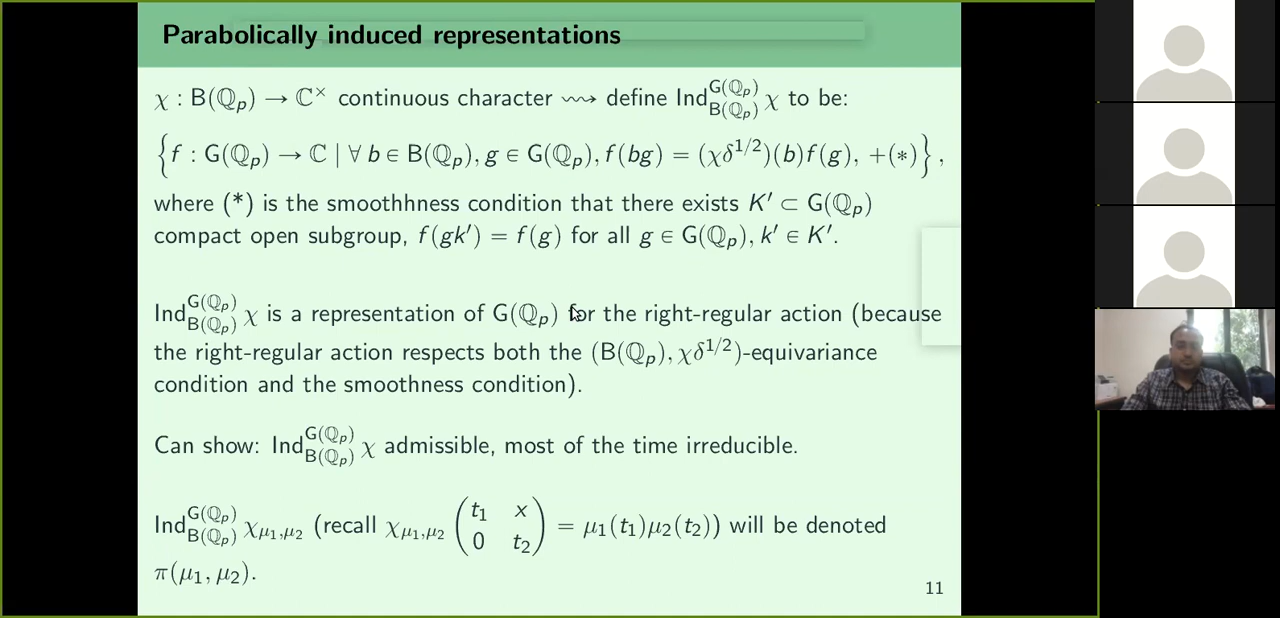 Parabolically induced representations
χ : B(ℚ_p) → ℂ^× continuous character ⇝ define Ind_{B(ℚ_p)}^{G(ℚ_p)} χ to be:
{f : G(ℚ_p) → ℂ | ∀ b ∈ B(ℚ_p), g ∈ G(ℚ_p), f(bg) = (χδ^{1/2})(b)f(g), +(∗)},
where (*) is the smoothhness condition that there exists K′ ⊂ G(ℚ_p)
compact open subgroup, f(gk′) = f(g) for all g ∈ G(ℚ_p), k′ ∈ K′.
Ind_{B(ℚ_p)}^{G(ℚ_p)} χ is a representation of G(ℚ_p) for the right-regular action (because
the right-regular action respects both the (B(ℚ_p), χδ^{1/2})-equivariance
condition and the smoothness condition).
Can show: Ind_{B(ℚ_p)}^{G(ℚ_p)} χ admissible, most of the time irreducible.
Ind_{B(ℚ_p)}^{G(ℚ_p)} χ_{μ₁,μ₂} (recall χ_{μ₁,μ₂} (t₁ x; 0 t₂) = μ₁(t₁)μ₂(t₂)) will be denoted
π(μ₁, μ₂).
11